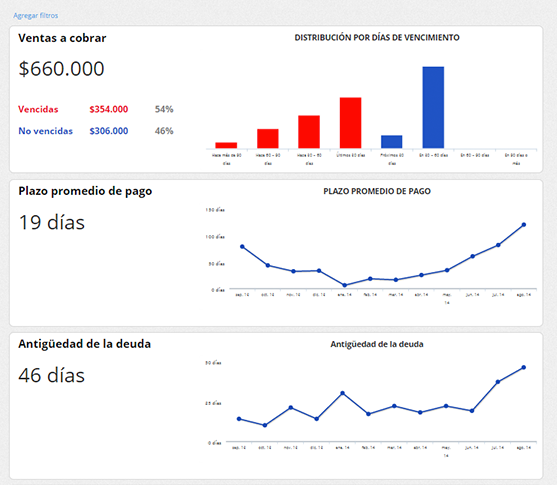 Agregar filtros
Ventas a cobrar
$660.000
Vencidas $354.000 54%
No vencidas $306.000 46%
DISTRIBUCIÓN POR DÍAS DE VENCIMIENTO
Hace más de 90 días
Hace 60 - 90 días
Hace 30 - 60 días
Últimos 30 días
Próximos 30 días
En 30 - 60 días
En 60 - 90 días
En 90 días o más
Plazo promedio de pago
19 días
PLAZO PROMEDIO DE PAGO
150 días
100 días
50 días
0 días
sep. 13 oct. 13 nov. 13 dic. 13 ene. 14 feb. 14 mar. 14 abr. 14 may. 14 jun. 14 jul. 14 ago. 14
Antigüedad de la deuda
46 días
Antigüedad de la deuda
50 días
25 días
0 días
sep. 13 oct. 13 nov. 13 dic. 13 ene. 14 feb. 14 mar. 14 abr. 14 may. 14 jun. 14 jul. 14 ago. 14